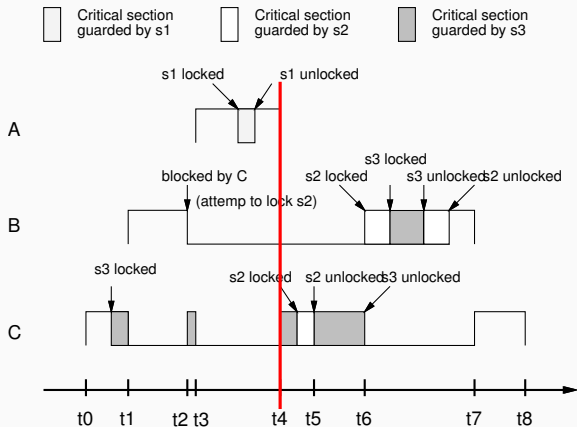 Critical section
guarded by s1
Critical section
guarded by s2
Critical section
guarded by s3
s1 locked
s1 unlocked
A
s3 locked
blocked by C
s2 locked
s3 unlocked
s2 unlocked
(attemp to lock s2)
B
s3 locked
s2 locked
s2 unlocked
s3 unlocked
C
t0 t1 t2 t3 t4 t5 t6 t7 t8